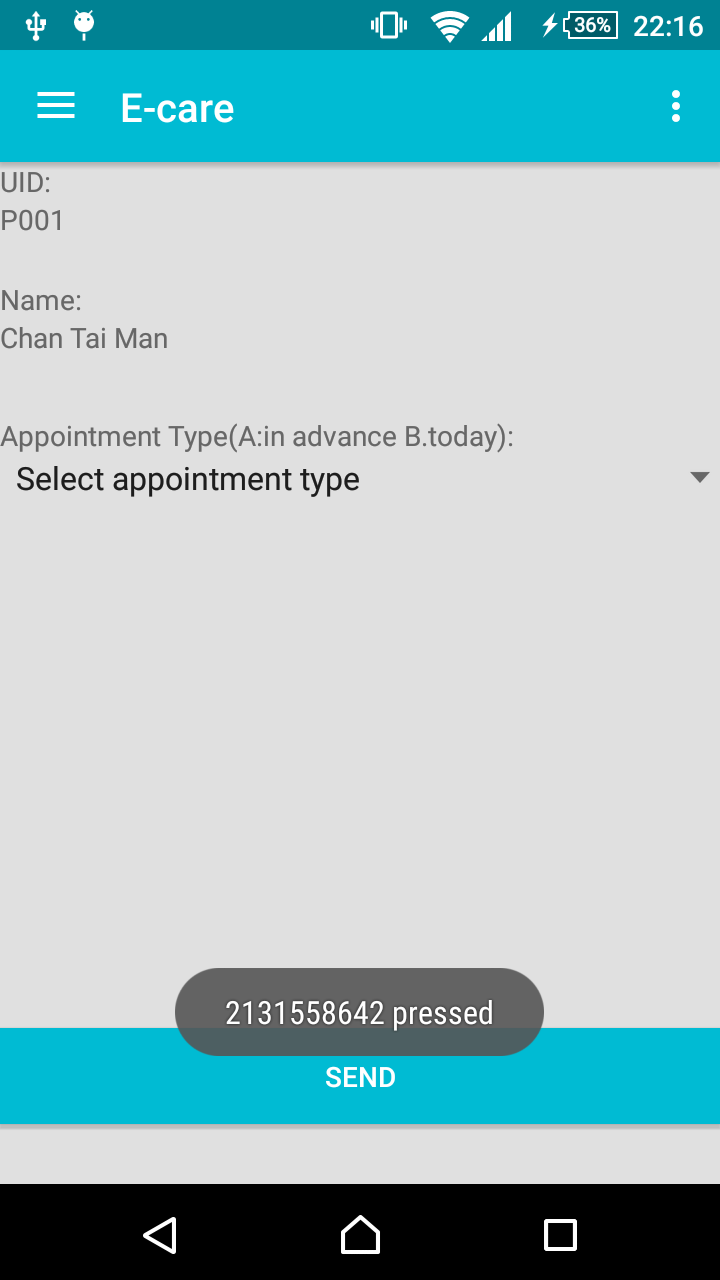 36% 22:16
E-care
UID:
P001
Name:
Chan Tai Man
Appointment Type(A:in advance B.today):
Select appointment type
2131558642 pressed
SEND